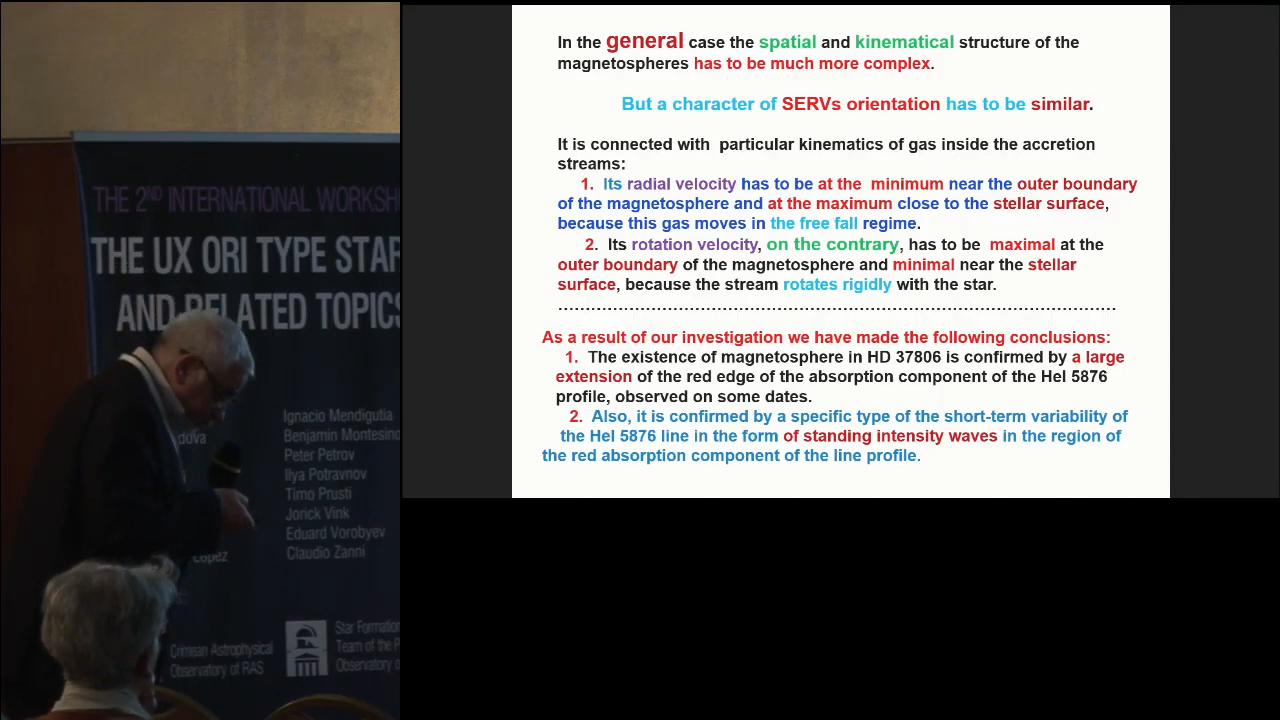 THE 2ND INTERNATIONAL WORKSH
THE UX ORI TYPE STAR
AND RELATED TOPICS
dova
Lopez
Ignacio Mendigutia
Benjamin Montesino
Peter Petrov
Ilya Potravnov
Timo Prusti
Jorick Vink
Eduard Vorobyev
Claudio Zanni
Crimean Astrophysical
Observatory of RAS
Star Formation
Team of the P
Observatory o
In the general case the spatial and kinematical structure of the
magnetospheres has to be much more complex.
But a character of SERVs orientation has to be similar.
It is connected with particular kinematics of gas inside the accretion
streams:
1. Its radial velocity has to be at the minimum near the outer boundary
of the magnetosphere and at the maximum close to the stellar surface,
because this gas moves in the free fall regime.
2. Its rotation velocity, on the contrary, has to be maximal at the
outer boundary of the magnetosphere and minimal near the stellar
surface, because the stream rotates rigidly with the star.
As a result of our investigation we have made the following conclusions:
1. The existence of magnetosphere in HD 37806 is confirmed by a large
extension of the red edge of the absorption component of the HeI 5876
profile, observed on some dates.
2. Also, it is confirmed by a specific type of the short-term variability of
the HeI 5876 line in the form of standing intensity waves in the region of
the red absorption component of the line profile.